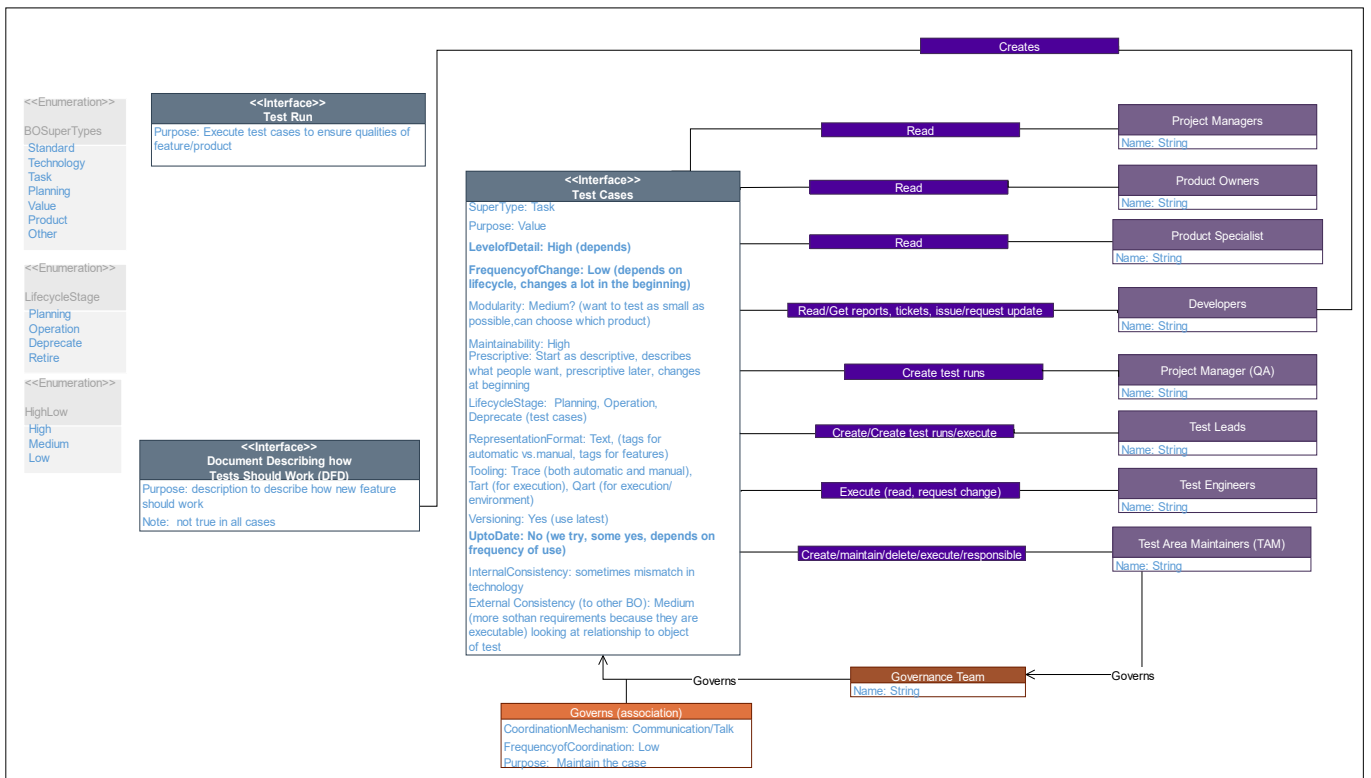 Creates
<<Enumeration>>
BOSuperTypes
Standard
Technology
Task
Planning
Value
Product
Other
<<Interface>>
Test Run
Purpose: Execute test cases to ensure qualities of
feature/product
<<Enumeration>>
LifecycleStage
Planning
Operation
Deprecate
Retire
<<Enumeration>>
HighLow
High
Medium
Low
<<Interface>>
Document Describing how
Tests Should Work (DFD)
Purpose: description to describe how new feature
should work
Note:  not true in all cases
<<Interface>>
Test Cases
SuperType: Task
Purpose: Value
LevelofDetail: High (depends)
FrequencyofChange: Low (depends on
lifecycle, changes a lot in the beginning)
Modularity: Medium? (want to test as small as
possible,can choose which product)
Maintainability: High
Prescriptive: Start as descriptive, describes
what people want, prescriptive later, changes
at beginning
LifecycleStage:  Planning, Operation,
Deprecate (test cases)
RepresentationFormat: Text, (tags for
automatic vs.manual, tags for features)
Tooling: Trace (both automatic and manual),
Tart (for execution), Qart (for execution/
environment)
Versioning: Yes (use latest)
UptoDate: No (we try, some yes, depends on
frequency of use)
InternalConsistency: sometimes mismatch in
technology
External Consistency (to other BO): Medium
(more sothan requirements because they are
executable) looking at relationship to object
of test
Read
Project Managers
Name: String
Read
Product Owners
Name: String
Read
Product Specialist
Name: String
Read/Get reports, tickets, issue/request update
Developers
Name: String
Create test runs
Project Manager (QA)
Name: String
Create/Create test runs/execute
Test Leads
Name: String
Execute (read, request change)
Test Engineers
Name: String
Create/maintain/delete/execute/responsible
Test Area Maintainers (TAM)
Name: String
Governs
Governance Team
Name: String
Governs
Governs (association)
CoordinationMechanism: Communication/Talk
FrequencyofCoordination: Low
Purpose:  Maintain the case